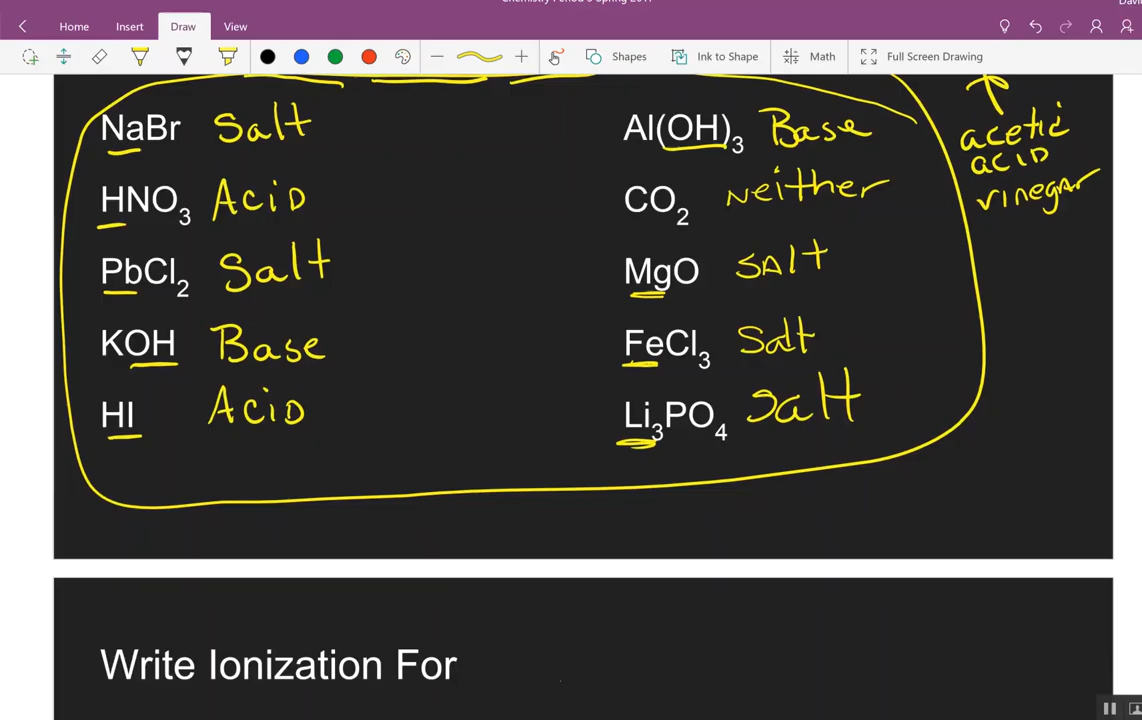 Home Insert Draw View
Shapes Ink to Shape Math Full Screen Drawing
NaBr Salt
HNO₃ Acid
PbCl₂ Salt
KOH Base
HI Acid
Al(OH)₃ Base
CO₂ Neither
MgO SALT
FeCl₃ Salt
Li₃PO₄ Salt
acetic
acid
vinegar
Write Ionization For